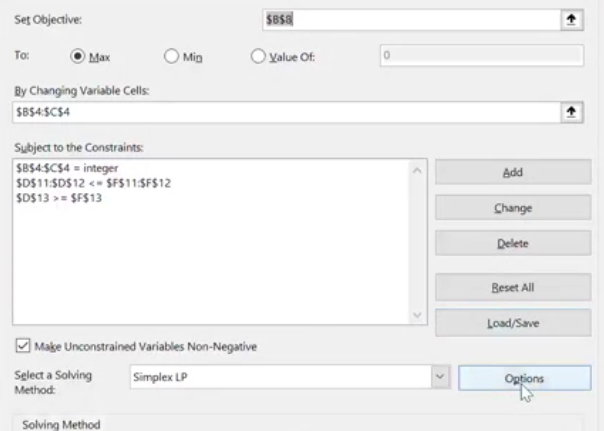 Set Objective: $B$8
To: Max Min Value Of: 0
By Changing Variable Cells:
$B$4:$C$4
Subject to the Constraints:
$B$4:$C$4 = integer
$D$11:$D$12 <= $F$11:$F$12
$D$13 >= $F$13
Add
Change
Delete
Reset All
Load/Save
Make Unconstrained Variables Non-Negative
Select a Solving
Method:
Simplex LP
Options
Solving Method